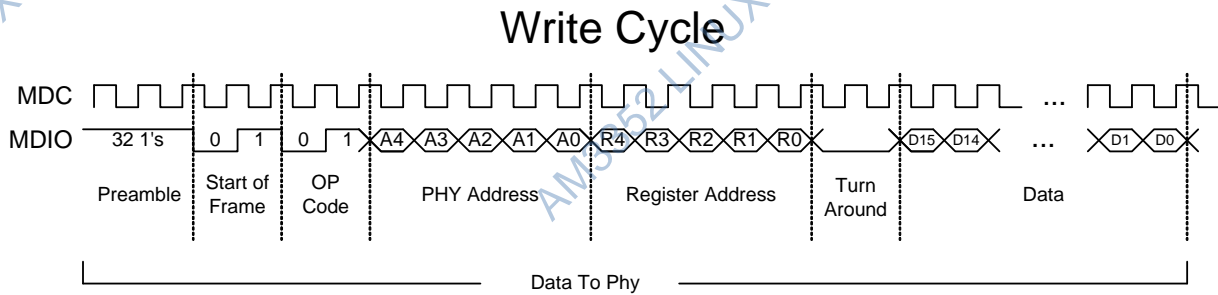 Write Cycle
MDC
...
MDIO 32 1's 0 1 0 1 A4 A3 A2 A1 A0 R4 R3 R2 R1 R0 D15 D14 ... D1 D0
Preamble
Start of
Frame
OP
Code
PHY Address
Register Address
Turn
Around
Data
Data To Phy
AM3352 LINUX